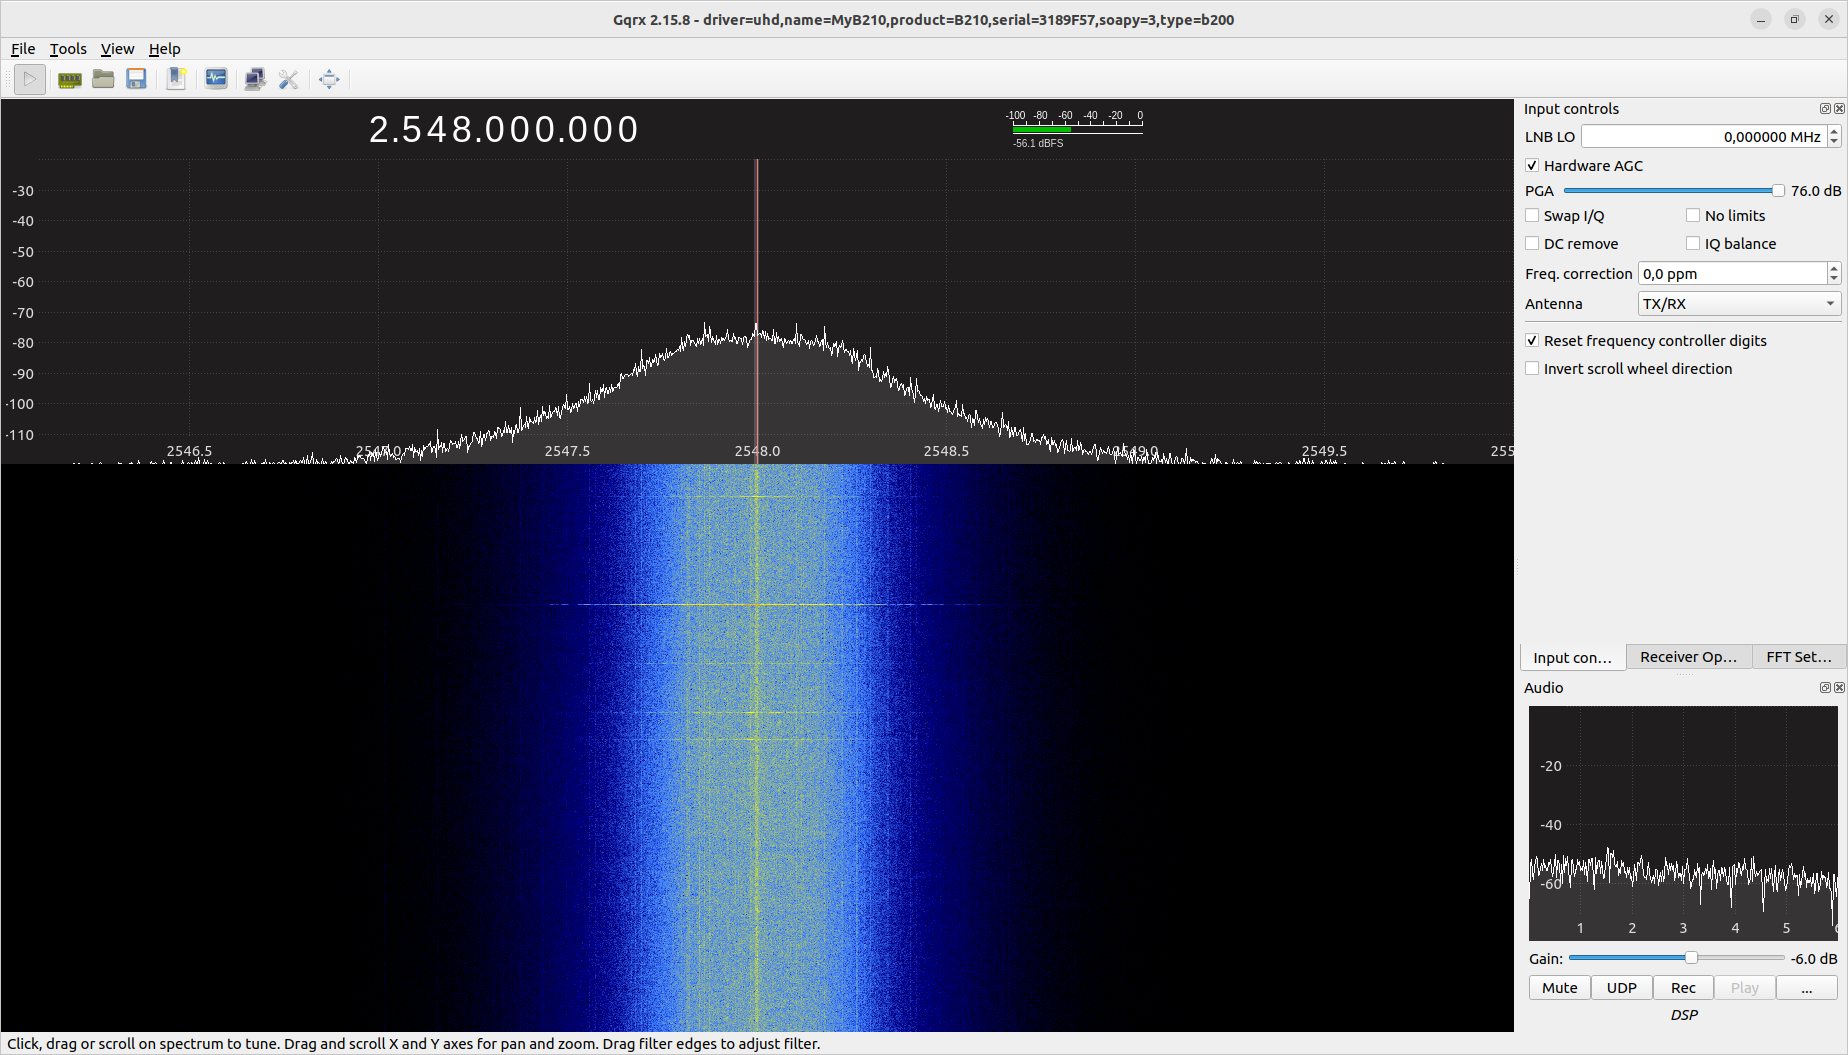 Gqrx 2.15.8 - driver=uhd,name=MyB210,product=B210,serial=3189F57,soapy=3,type=b200
File Tools View Help
2.548.000.000
-100 -80 -60 -40 -20 0
-56.1 dBFS
-30
-40
-50
-60
-70
-80
-90
-100
-110
2546.5 2547.0 2547.5 2548.0 2548.5 2549.0 2549.5 255
Input controls
LNB LO 0,000000 MHz
Hardware AGC
PGA 76.0 dB
Swap I/Q No limits
DC remove IQ balance
Freq. correction 0,0 ppm
Antenna TX/RX
Reset frequency controller digits
Invert scroll wheel direction
Input con... Receiver Op... FFT Set...
Audio
-20
-40
-60
1 2 3 4 5
Gain: -6.0 dB
Mute UDP Rec Play ...
DSP
Click, drag or scroll on spectrum to tune. Drag and scroll X and Y axes for pan and zoom. Drag filter edges to adjust filter.